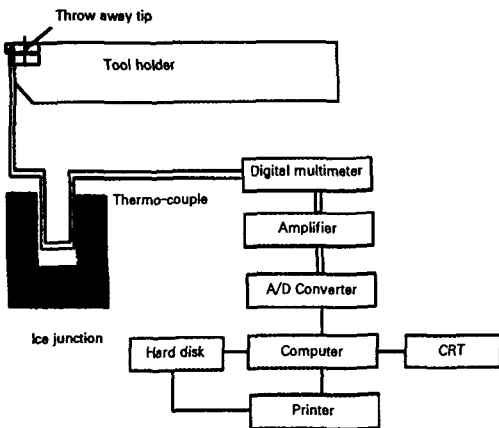 Throw away tip
Tool holder
Digital multimeter
Thermo-couple
Amplifier
A/D Converter
Ice junction
Hard disk
Computer
CRT
Printer